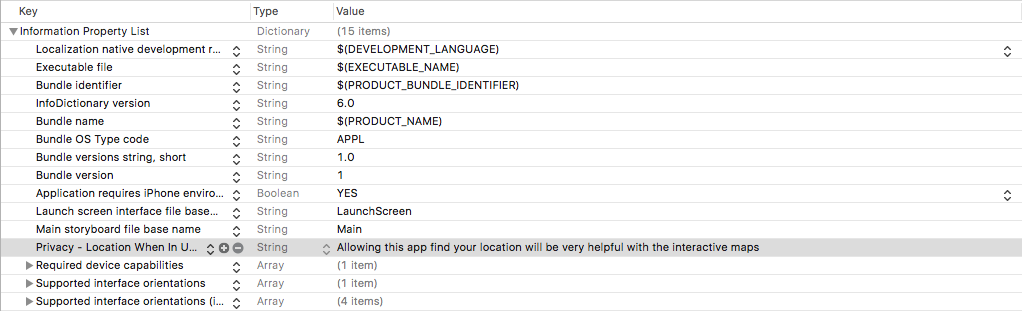 Key Type Value
Information Property List Dictionary (15 items)
Localization native development r... String $(DEVELOPMENT_LANGUAGE)
Executable file String $(EXECUTABLE_NAME)
Bundle identifier String $(PRODUCT_BUNDLE_IDENTIFIER)
InfoDictionary version String 6.0
Bundle name String $(PRODUCT_NAME)
Bundle OS Type code String APPL
Bundle versions string, short String 1.0
Bundle version String 1
Application requires iPhone enviro... Boolean YES
Launch screen interface file base... String LaunchScreen
Main storyboard file base name String Main
Privacy - Location When In U... String Allowing this app find your location will be very helpful with the interactive maps
Required device capabilities Array (1 item)
Supported interface orientations Array (1 item)
Supported interface orientations (i... Array (4 items)